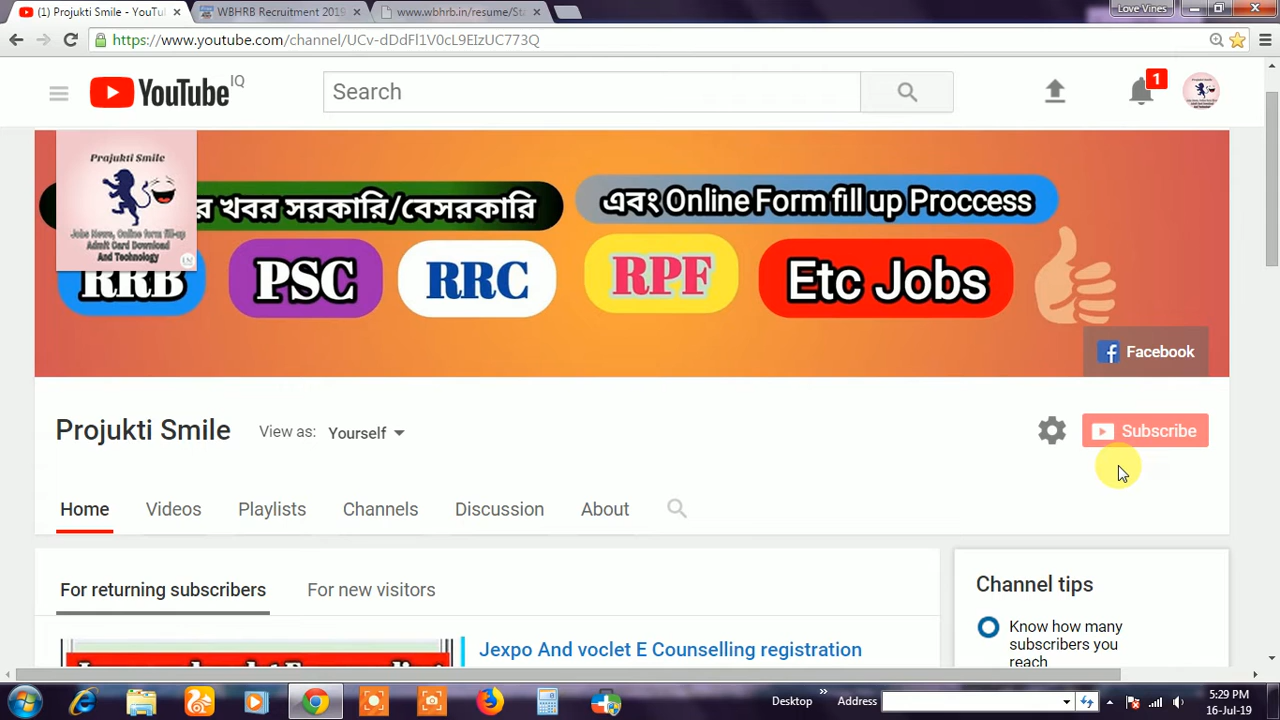 (1) Projukti Smile - YouTu
WBHRB Recruitment 2019
www.wbhrb.in/resume/Sta
Love Vines
https://www.youtube.com/channel/UCv-dDdFl1V0cL9EIzUC773Q
YouTube IQ
Search
1
Prajukti Smile
Jobs News, Online form fill-up
Admit Card Download
And Technology
র খবর সরকারি/বেসরকারি
এবং Online Form fill up Proccess
RRB PSC RRC RPF Etc Jobs
Facebook
Projukti Smile
View as: Yourself
Subscribe
Home Videos Playlists Channels Discussion About
For returning subscribers For new visitors
Channel tips
Know how many
subscribers you
reach
Jexpo And voclet E Counselling registration
Desktop
Address
5:29 PM
16-Jul-19